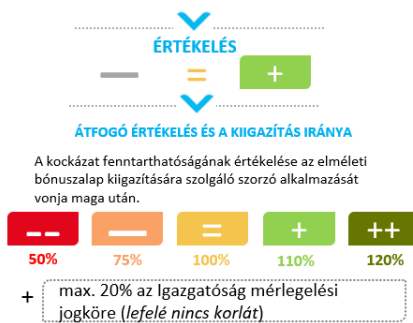 ÉRTÉKELÉS
— = +
ÁTFOGÓ ÉRTÉKELÉS ÉS A KIIGAZÍTÁS IRÁNYA
A kockázat fenntarthatóságának értékelése az elméleti
bónuszalap kiigazítására szolgáló szorzó alkalmazását
vonja maga után.
-- — = + ++
50% 75% 100% 110% 120%
+ max. 20% az Igazgatóság mérlegelési
jogköre (lefelé nincs korlát)